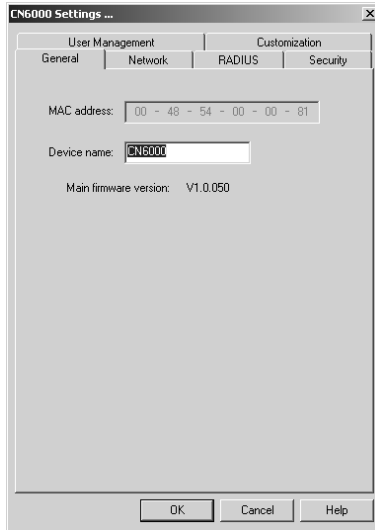 CN6000 Settings ...
User Management Customization
General Network RADIUS Security
MAC address: 00 - 48 - 54 - 00 - 00 - 81
Device name: CN6000
Main firmware version: V1.0.050
OK Cancel Help